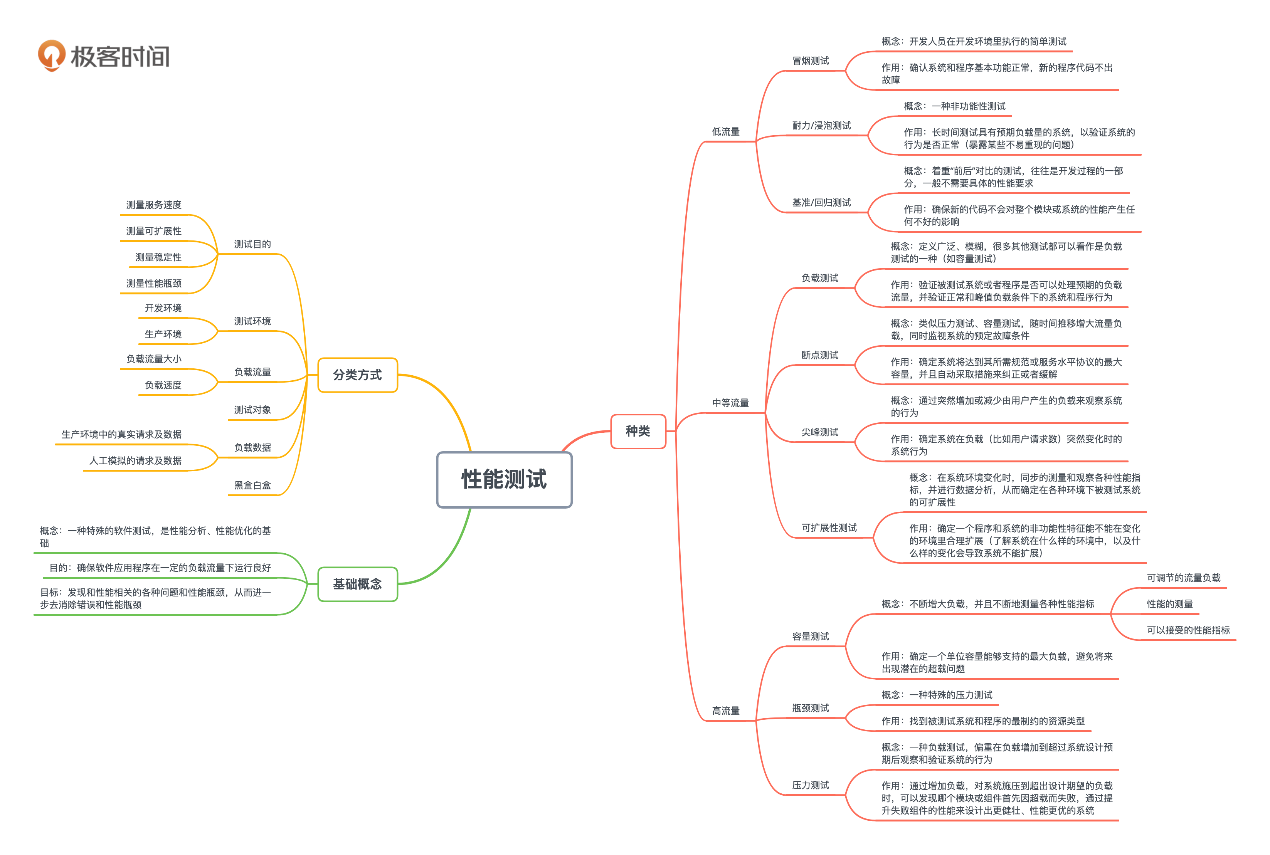 极客时间
性能测试
分类方式
测试目的
测量服务速度
测量可扩展性
测量稳定性
测量性能瓶颈
测试环境
开发环境
生产环境
负载流量
负载流量大小
负载速度
测试对象
负载数据
生产环境中的真实请求及数据
人工模拟的请求及数据
黑盒白盒
基础概念
概念：一种特殊的软件测试，是性能分析、性能优化的基
础
目的：确保软件应用程序在一定的负载流量下运行良好
目标：发现和性能相关的各种问题和性能瓶颈，从而进一
步去消除错误和性能瓶颈
种类
低流量
冒烟测试
概念：开发人员在开发环境里执行的简单测试
作用：确认系统和程序基本功能正常，新的程序代码不出
故障
耐力/浸泡测试
概念：一种非功能性测试
作用：长时间测试具有预期负载量的系统，以验证系统的
行为是否正常（暴露某些不易重现的问题）
基准/回归测试
概念：着重“前后”对比的测试，往往是开发过程的一部
分，一般不需要具体的性能要求
作用：确保新的代码不会对整个模块或系统的性能产生任
何不好的影响
中等流量
负载测试
概念：定义广泛、模糊，很多其他测试都可以看作是负载
测试的一种（如容量测试）
作用：验证被测试系统或者程序是否可以处理预期的负载
流量，并验证正常和峰值负载条件下的系统和程序行为
断点测试
概念：类似压力测试、容量测试，随时间推移增大流量负
载，同时监视系统的预定故障条件
作用：确定系统将达到其所需规范或服务水平协议的最大
容量，并且自动采取措施来纠正或者缓解
尖峰测试
概念：通过突然增加或减少由用户产生的负载来观察系统
的行为
作用：确定系统在负载（比如用户请求数）突然变化时的
系统行为
可扩展性测试
概念：在系统环境变化时，同步的测量和观察各种性能指
标，并进行数据分析，从而确定在各种环境下被测试系统
的可扩展性
作用：确定一个程序和系统的非功能性特征能不能在变化
的环境里合理扩展（了解系统在什么样的环境中，以及什
么样的变化会导致系统不能扩展）
高流量
容量测试
概念：不断增大负载，并且不断地测量各种性能指标
可调节的流量负载
性能的测量
可以接受的性能指标
作用：确定一个单位容量能够支持的最大负载，避免将来
出现潜在的超载问题
瓶颈测试
概念：一种特殊的压力测试
作用：找到被测试系统和程序的最制约的资源类型
压力测试
概念：一种负载测试，偏重在负载增加到超过系统设计预
期后观察和验证系统的行为
作用：通过增加负载，对系统施压到超出设计期望的负载
时，可以发现哪个模块或组件首先因超载而失败，通过提
升失败组件的性能来设计出更健壮、性能更优的系统